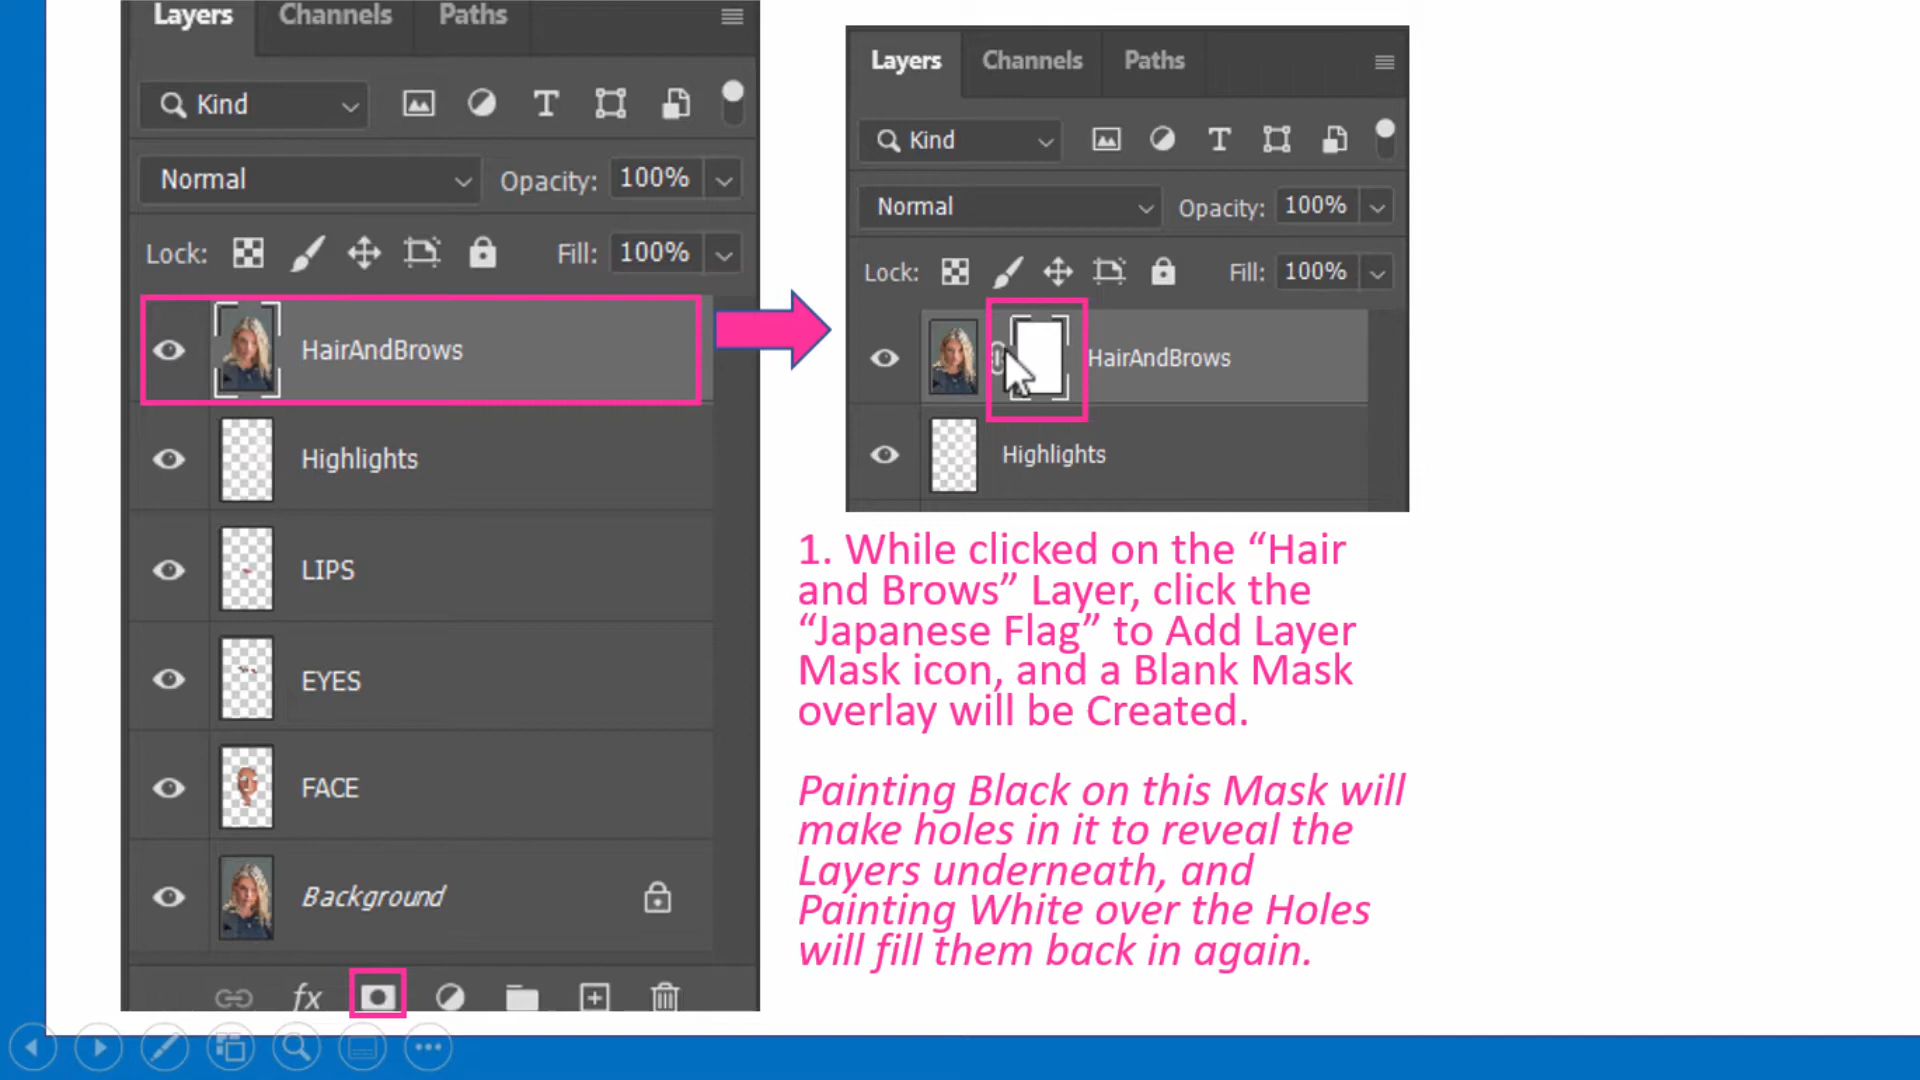 Layers Channels Paths
Kind T
Normal Opacity: 100%
Lock: Fill: 100%
HairAndBrows
Highlights
LIPS
EYES
FACE
Background
fx
Layers Channels Paths
Kind T
Normal Opacity: 100%
Lock: Fill: 100%
HairAndBrows
Highlights
1. While clicked on the “Hair
and Brows” Layer, click the
“Japanese Flag” to Add Layer
Mask icon, and a Blank Mask
overlay will be Created.
Painting Black on this Mask will
make holes in it to reveal the
Layers underneath, and
Painting White over the Holes
will fill them back in again.